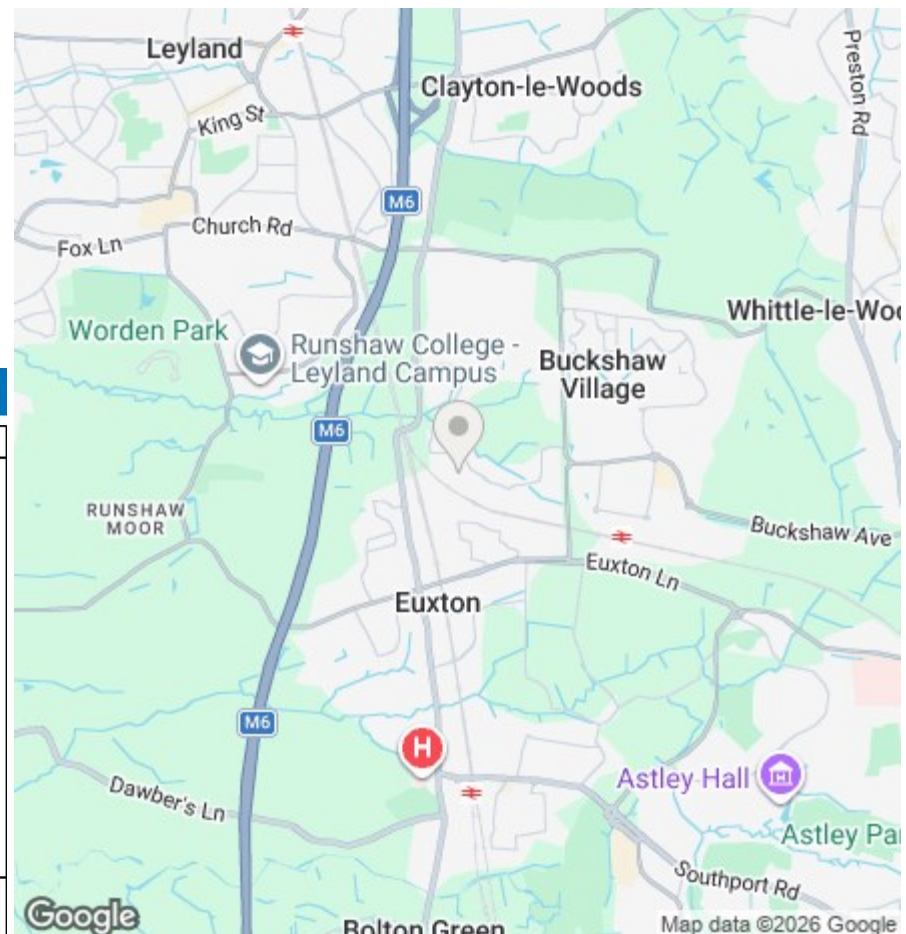 Leyland
Clayton-le-Woods
Preston Rd
King St
M6
Church Rd
Fox Ln
Whittle-le-Woo
Worden Park
Runshaw College -
Leyland Campus
Buckshaw
Village
M6
RUNSHAW
MOOR
Buckshaw Ave
Euxton Ln
Euxton
M6
H
Astley Hall
Dawber's Ln
Astley Par
Southport Rd
Google
Bolton Green
Map data ©2026 Google